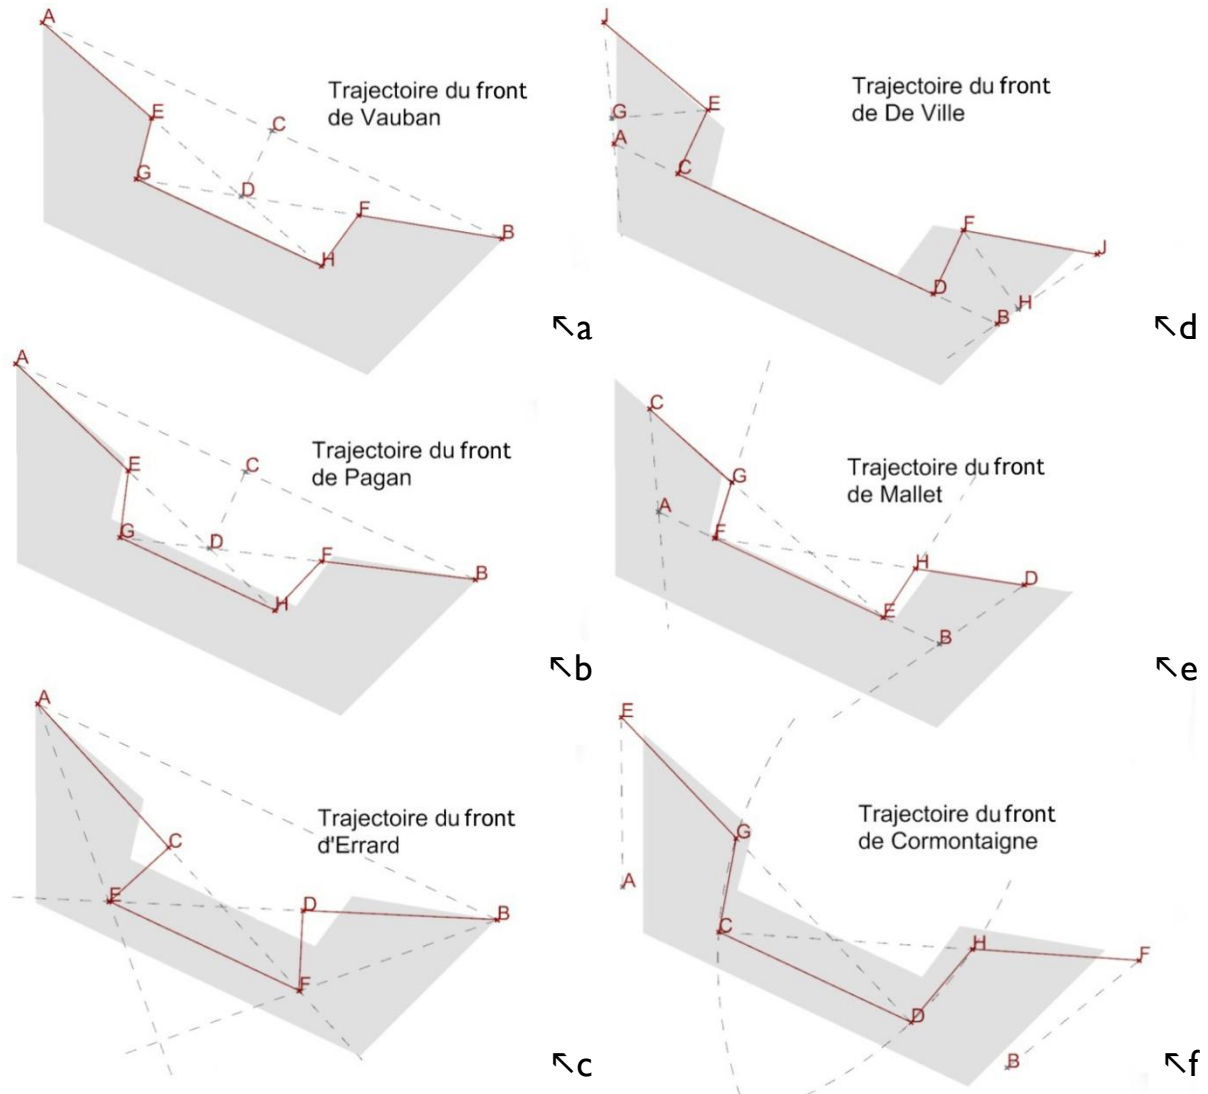 A
E
C
G
D
F
B
H
Trajectoire du front
de Vauban
↖a
A
E
C
G
D
F
B
H
Trajectoire du front
de Pagan
↖b
A
C
E
D
B
F
Trajectoire du front
d'Errard
↖c
I
G
E
A
C
F
J
D
H
B
Trajectoire du front
de De Ville
↖d
C
G
A
F
H
D
E
B
Trajectoire du front
de Mallet
↖e
E
G
A
C
H
F
D
B
Trajectoire du front
de Cormontaigne
↖f